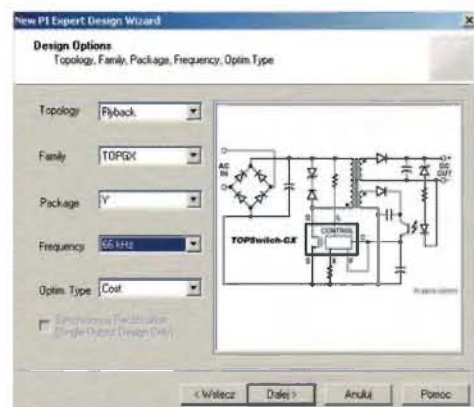 New PI Expert Design Wizard
Design Options
Topology, Family, Package, Frequency, Optim.Type
Topology Flyback
Family TOPGX
Package Y
Frequency 66 kHz
Optim. Type Cost
Synchronous Rectification
(Single Output Design Only)
AC
IN
DC
OUT
D
L
CONTROL
C
TOPSwitch-GX
S
X
F
< Wstecz
Dalej >
Anuluj
Pomoc